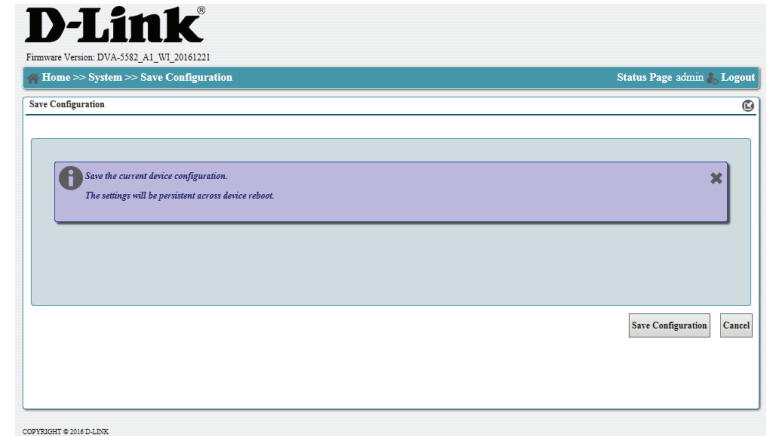 D-Link®
Firmware Version: DVA-5582_A1_WI_20161221
Home >> System >> Save Configuration
Status Page admin Logout
Save Configuration
Save the current device configuration.
The settings will be persistent across device reboot.
Save Configuration
Cancel
COPYRIGHT © 2016 D-LINK